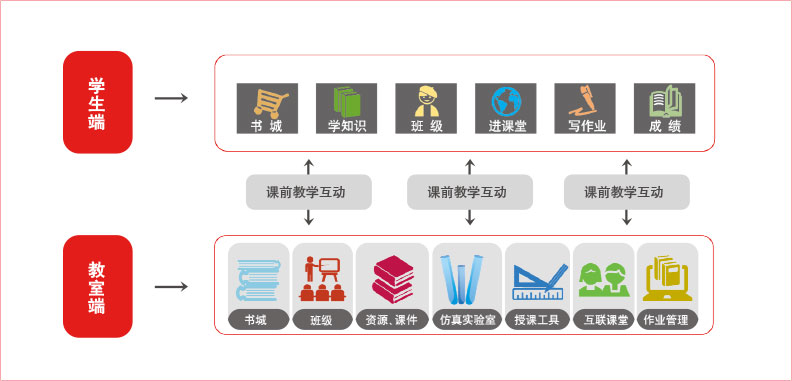 学生端
书 城
学知识
班 级
进课堂
写作业
成 绩
课前教学互动
课前教学互动
课前教学互动
教室端
书城
班级
资源、课件
仿真实验室
授课工具
互联课堂
作业管理